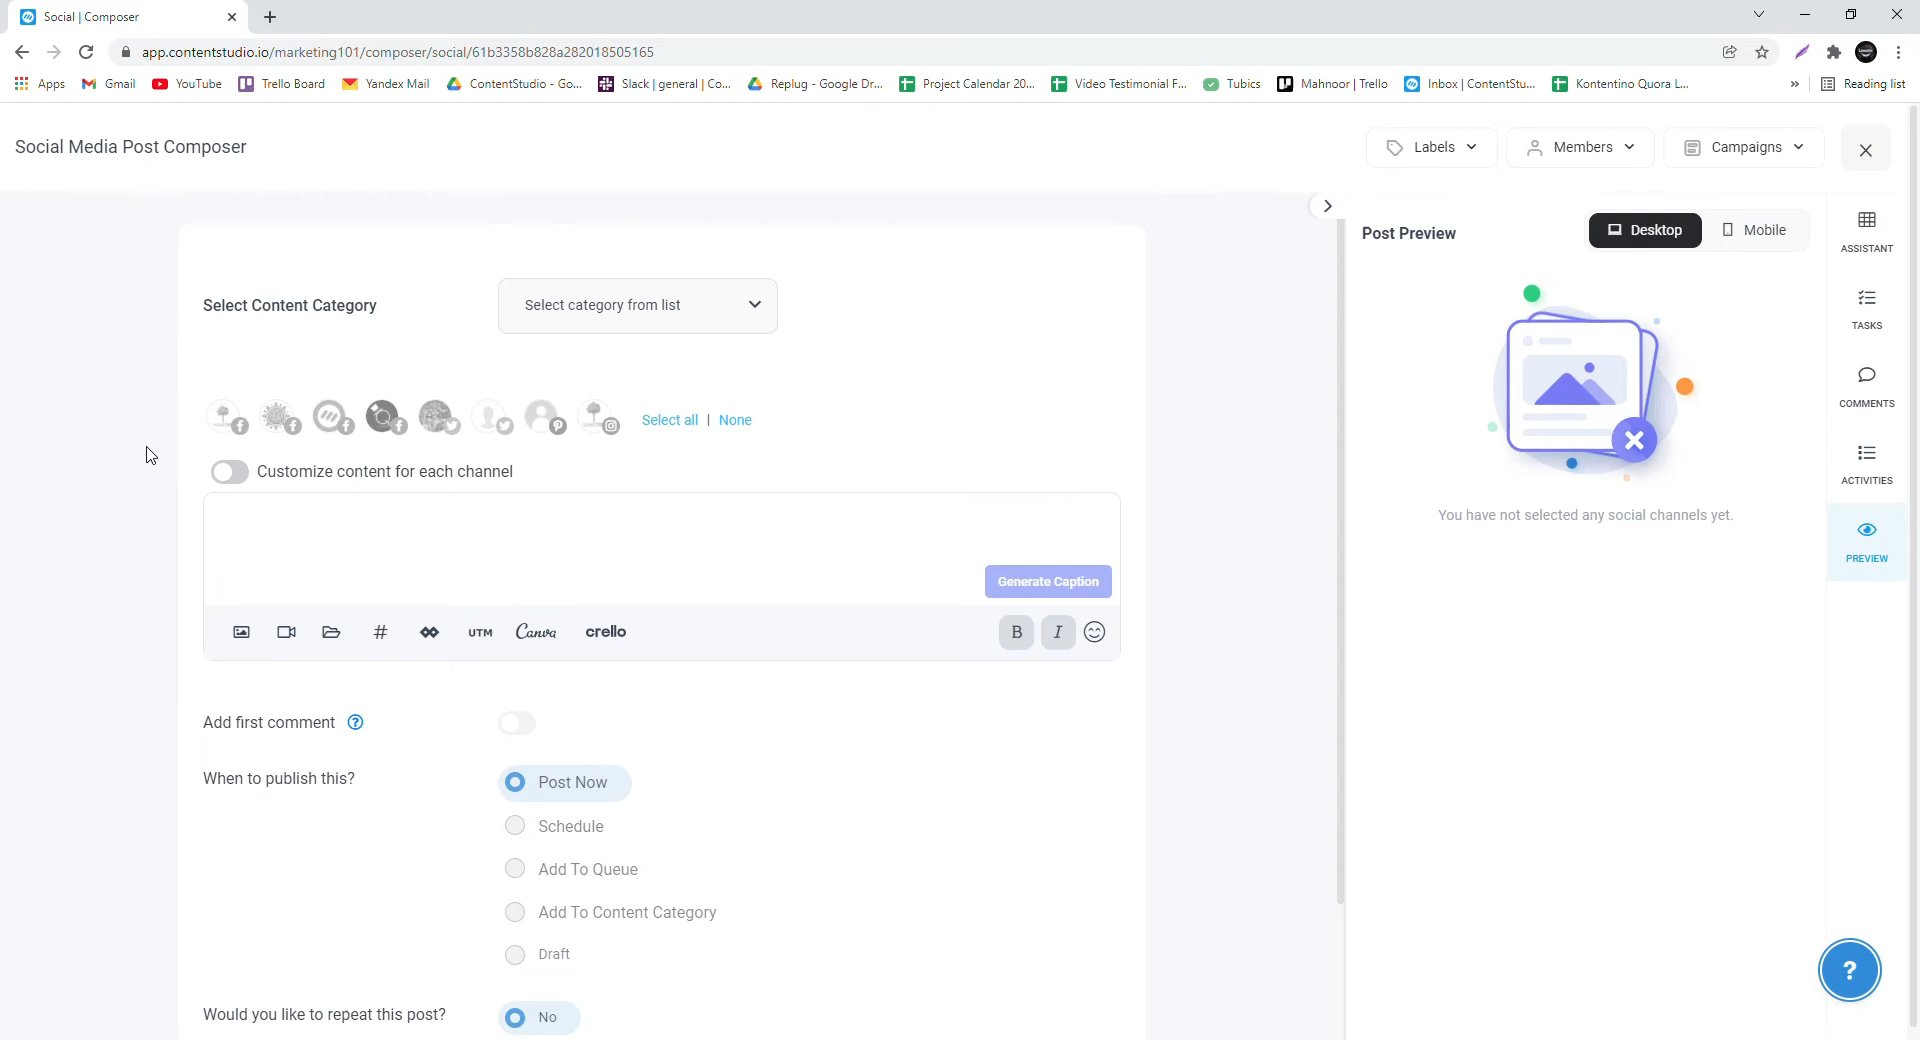 Social | Composer
app.contentstudio.io/marketing101/composer/social/61b3358b828a282018505165
Apps Gmail YouTube Trello Board Yandex Mail ContentStudio - Go... Slack | general | Co... Replug - Google Dr... Project Calendar 20... Video Testimonial F... Tubics Mahnoor | Trello Inbox | ContentStu... Kontentino Quora L... » Reading list
Social Media Post Composer
Labels Members Campaigns
Post Preview
Desktop Mobile
ASSISTANT
Select Content Category
Select category from list
TASKS
COMMENTS
Select all | None
Customize content for each channel
ACTIVITIES
You have not selected any social channels yet.
PREVIEW
Generate Caption
# UTM Canva crello B I
Add first comment ?
When to publish this?
Post Now
Schedule
Add To Queue
Add To Content Category
Draft
?
Would you like to repeat this post? No